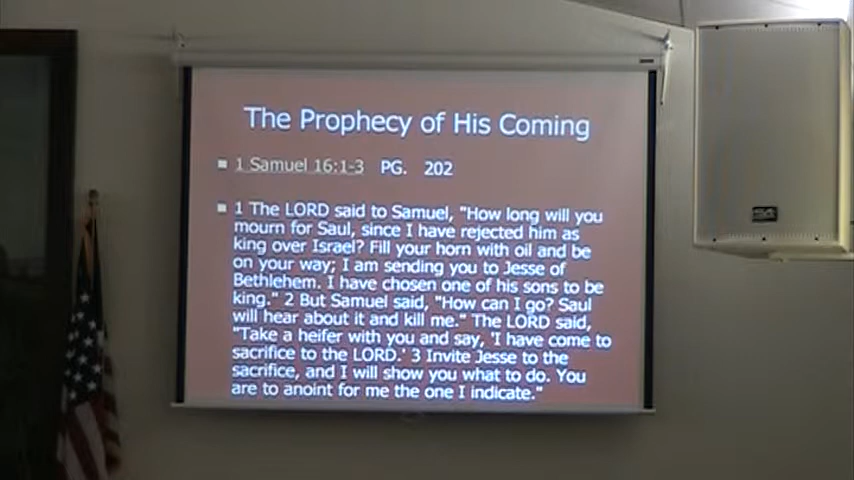 The Prophecy of His Coming
1 Samuel 16:1-3 PG. 202
1 The LORD said to Samuel, "How long will you
mourn for Saul, since I have rejected him as
king over Israel? Fill your horn with oil and be
on your way; I am sending you to Jesse of
Bethlehem. I have chosen one of his sons to be
king." 2 But Samuel said, "How can I go? Saul
will hear about it and kill me." The LORD said,
"Take a heifer with you and say, 'I have come to
sacrifice to the LORD.' 3 Invite Jesse to the
sacrifice, and I will show you what to do. You
are to anoint for me the one I indicate."